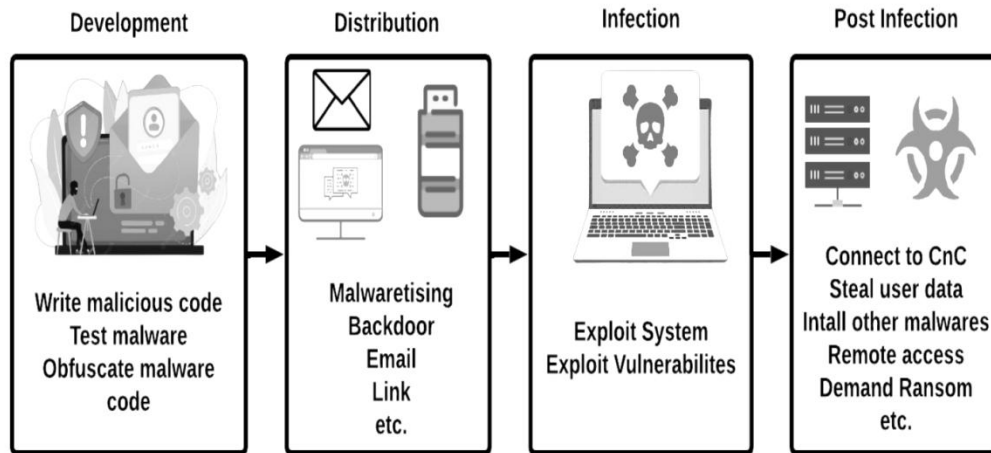 Development
Write malicious code
Test malware
Obfuscate malware
code
Distribution
Malwaretising
Backdoor
Email
Link
etc.
Infection
Exploit System
Exploit Vulnerabilites
Post Infection
Connect to CnC
Steal user data
Intall other malwares
Remote access
Demand Ransom
etc.